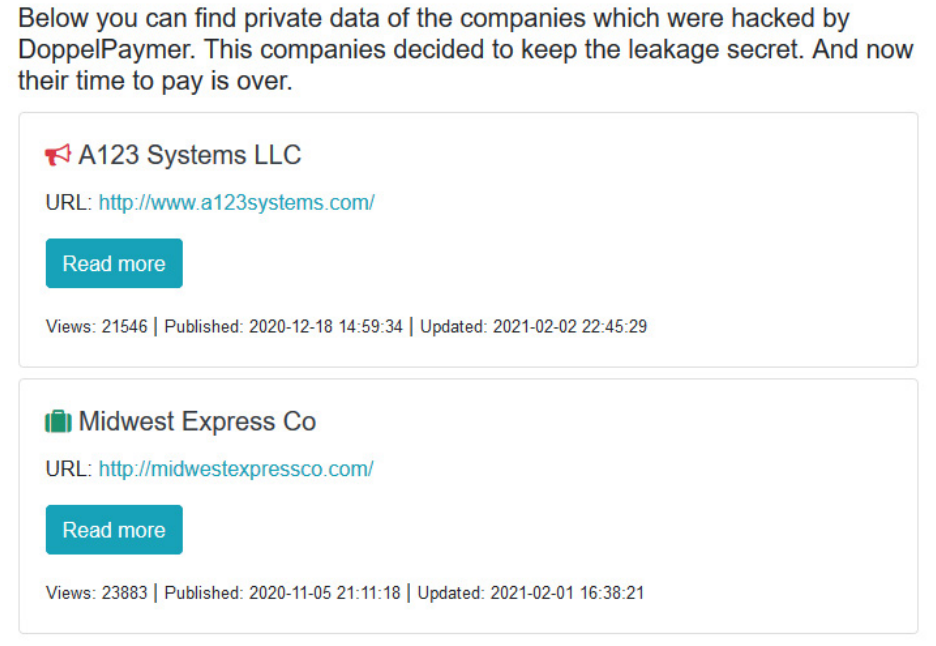 Below you can find private data of the companies which were hacked by
DoppelPaymer. This companies decided to keep the leakage secret. And now
their time to pay is over.
A123 Systems LLC
URL: http://www.a123systems.com/
Read more
Views: 21546 | Published: 2020-12-18 14:59:34 | Updated: 2021-02-02 22:45:29
Midwest Express Co
URL: http://midwestexpressco.com/
Read more
Views: 23883 | Published: 2020-11-05 21:11:18 | Updated: 2021-02-01 16:38:21